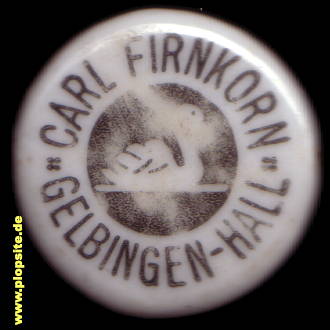 CARL FIRNKORN
" GELBINGEN-HALL "
www.plopsite.de